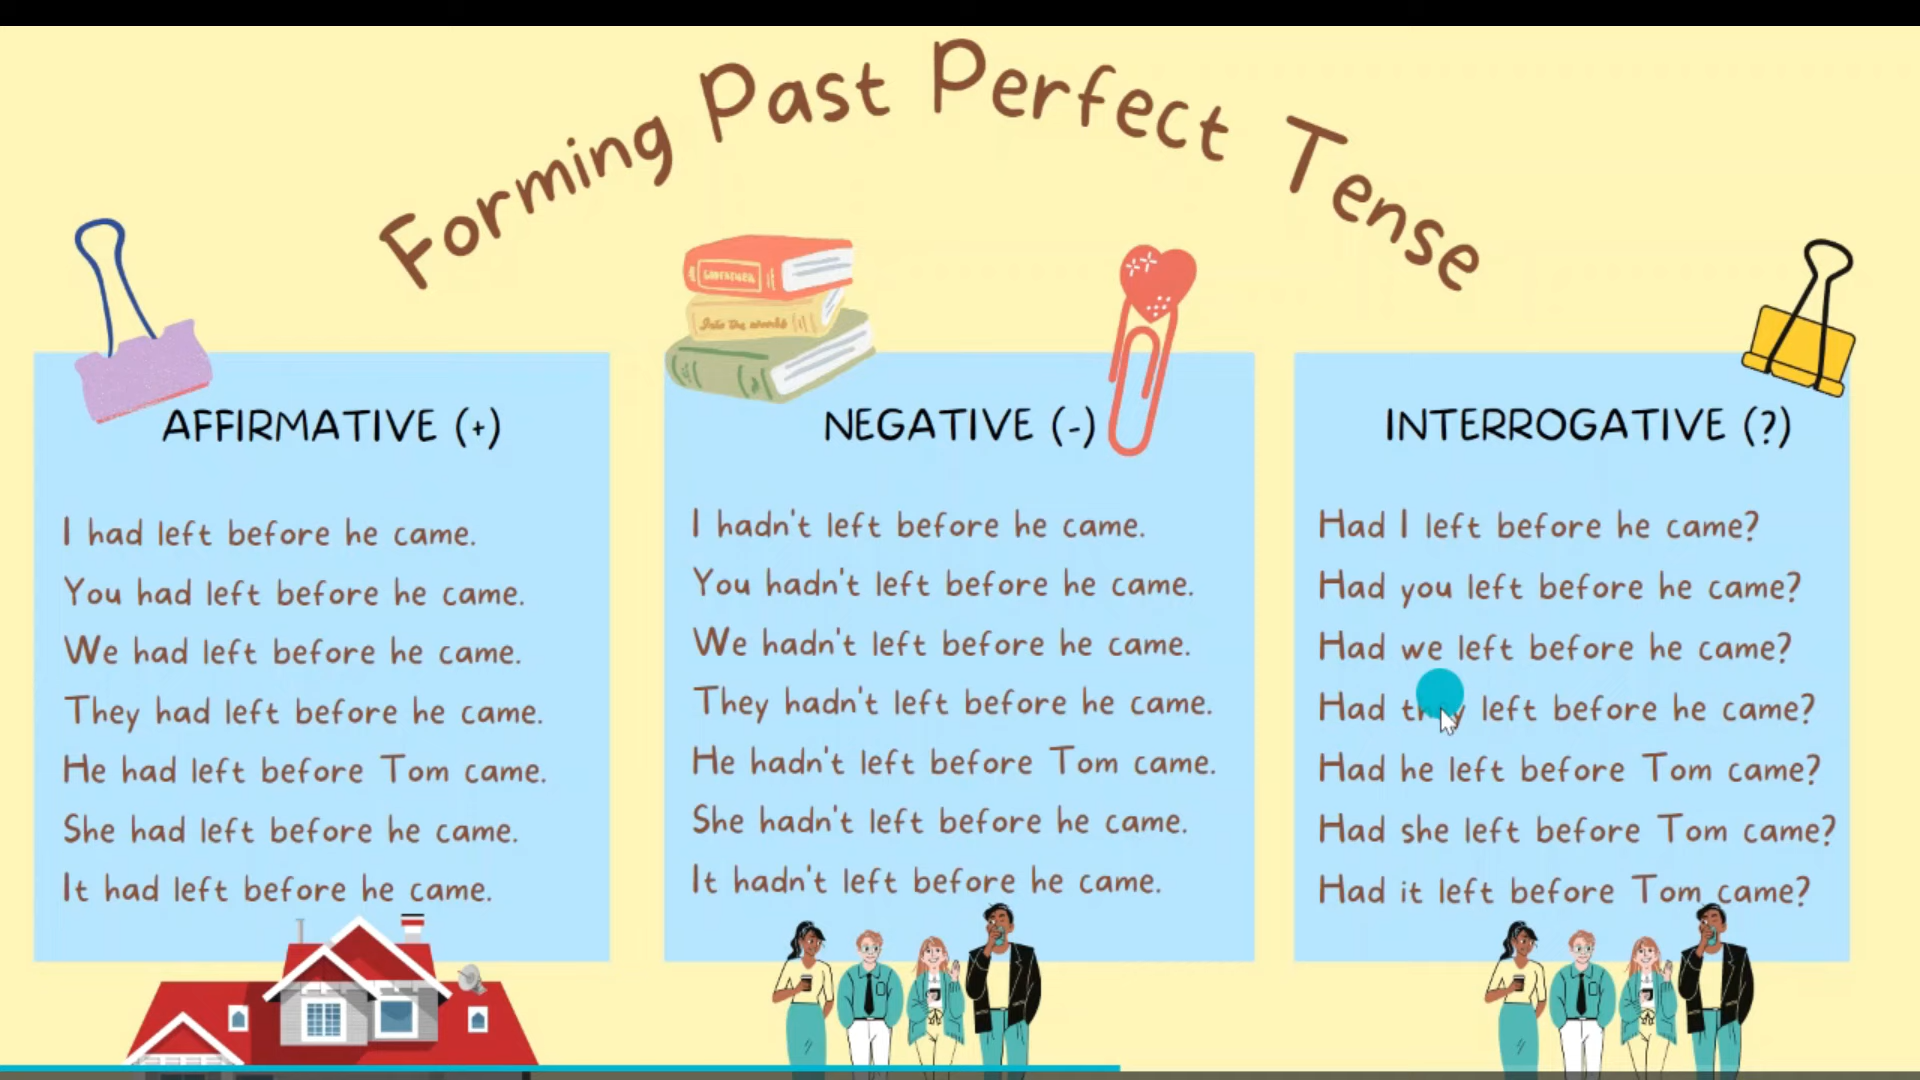 Forming Past Perfect Tense
Into the words
AFFIRMATIVE (+)
I had left before he came.
You had left before he came.
We had left before he came.
They had left before he came.
He had left before Tom came.
She had left before he came.
It had left before he came.
NEGATIVE (-)
I hadn't left before he came.
You hadn't left before he came.
We hadn't left before he came.
They hadn't left before he came.
He hadn't left before Tom came.
She hadn't left before he came.
It hadn't left before he came.
INTERROGATIVE (?)
Had I left before he came?
Had you left before he came?
Had we left before he came?
Had they left before he came?
Had he left before Tom came?
Had she left before Tom came?
Had it left before Tom came?